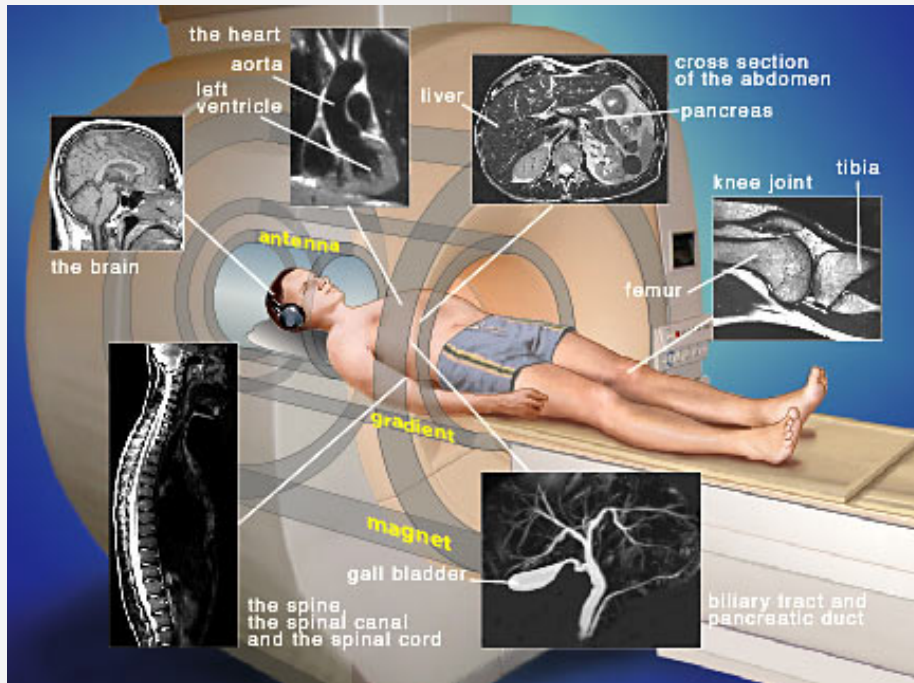 the heart
aorta
left
ventricle
liver
cross section
of the abdomen
pancreas
knee joint
tibia
femur
the brain
antenna
gradient
magnet
gall bladder
the spine,
the spinal canal
and the spinal cord
biliary tract and
pancreatic duct